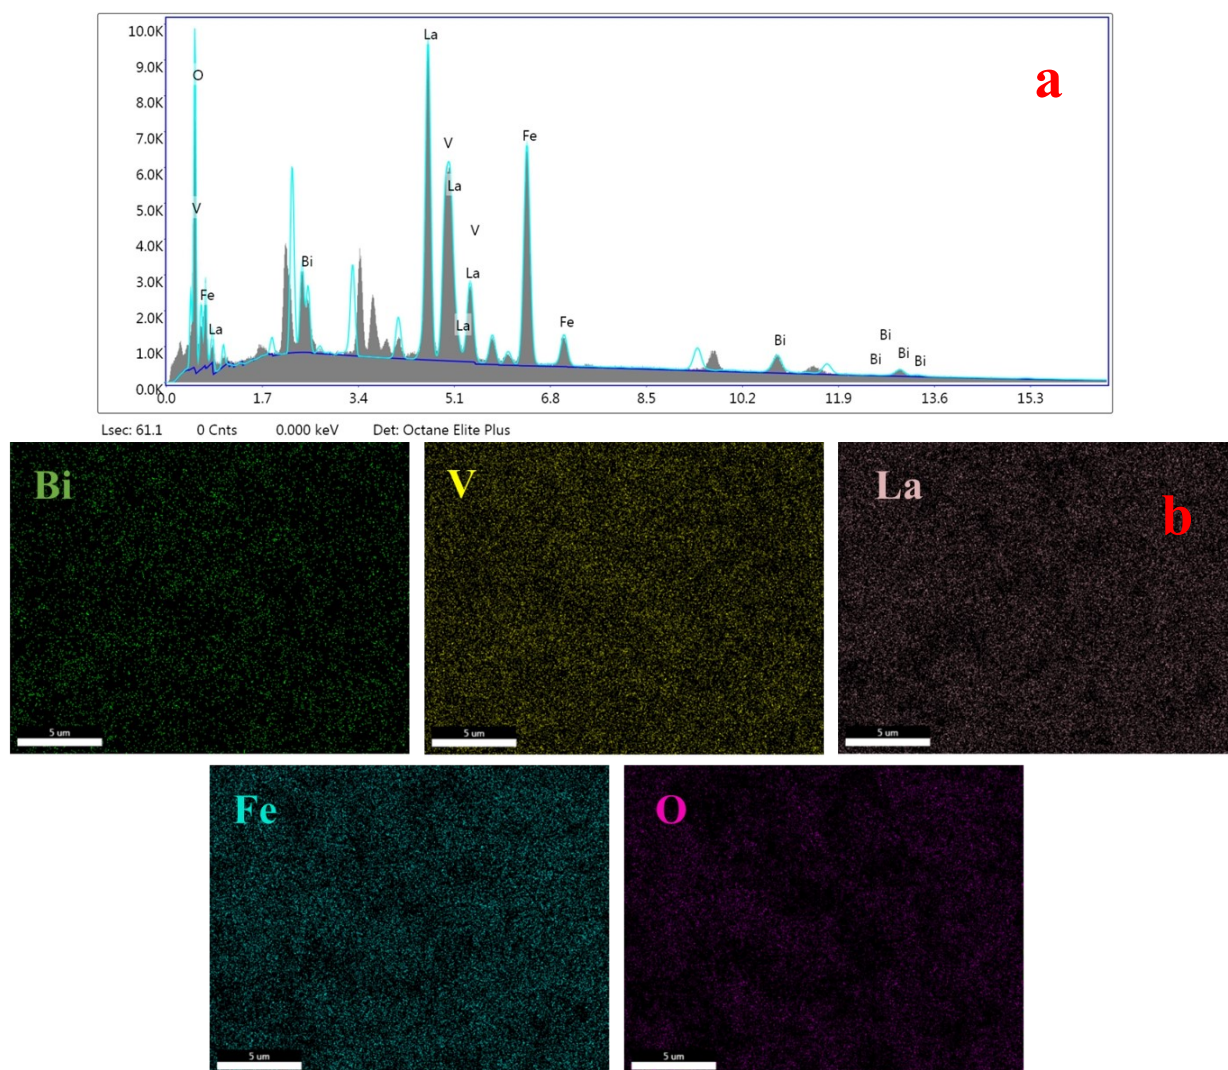 10.0K
9.0K
8.0K
7.0K
6.0K
5.0K
4.0K
3.0K
2.0K
1.0K
0.0K
O
V
Fe
La
Bi
La
V
La
V
La
La
Fe
Fe
Bi
Bi
Bi
Bi
Bi
a
0.0 1.7 3.4 5.1 6.8 8.5 10.2 11.9 13.6 15.3
Lsec: 61.1 0 Cnts 0.000 keV Det: Octane Elite Plus
Bi
5 um
V
5 um
La
b
5 um
Fe
5 um
O
5 um